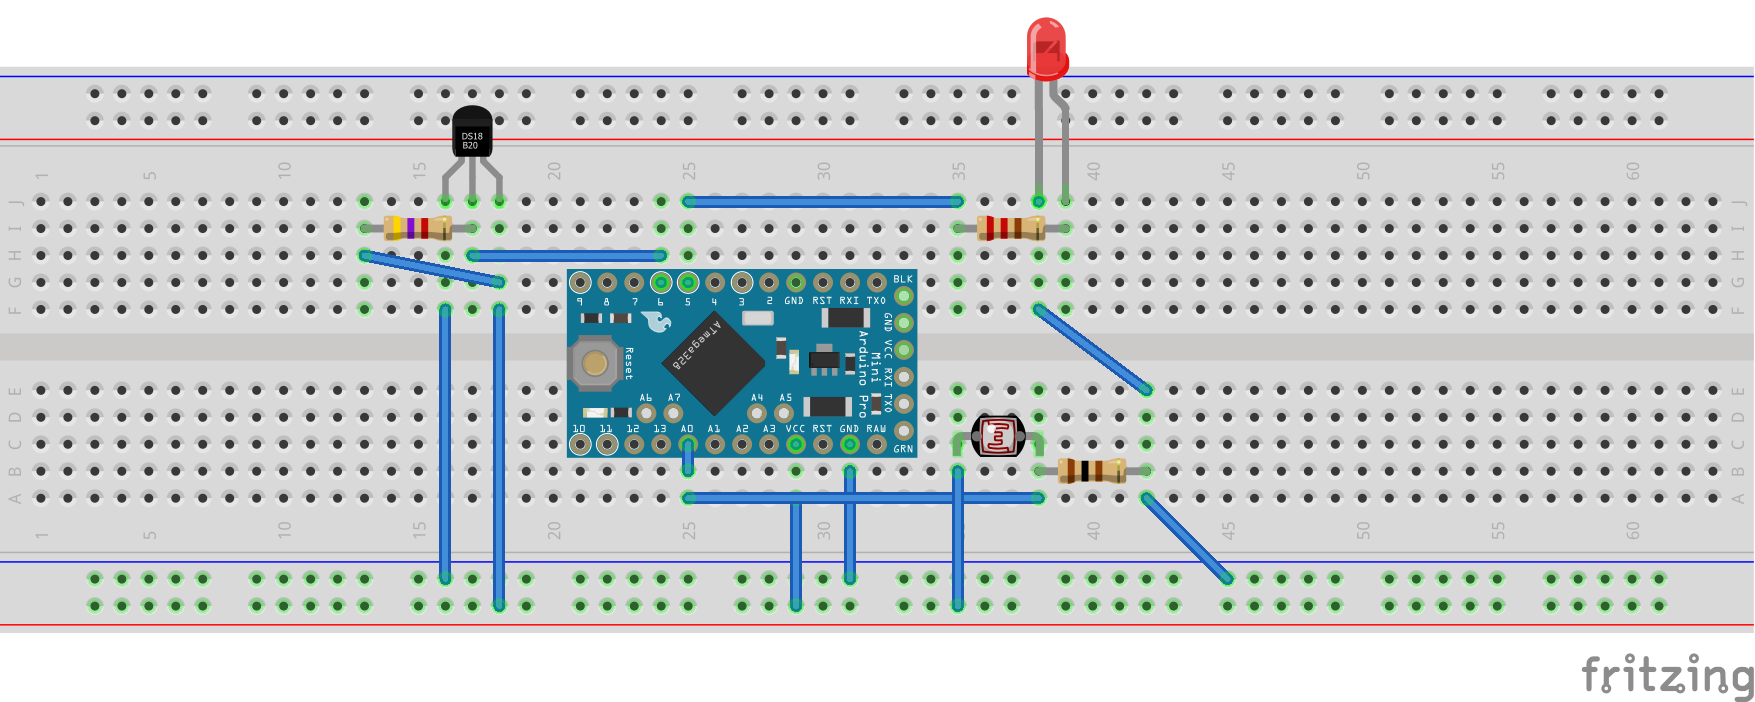 DS18
B20
1 5 10 15 20 25 30 35 40 45 50 55 60
J J
I I
H H
G G
F F
9 8 7 6 5 4 3 2 GND RST RXI TXO
BLK
GND
VCC
RXI
TXO
GRN
Reset
ATmega328
Arduino Pro
Mini
A6 A7 A4 A5
10 11 12 13 A0 A1 A2 A3 VCC RST GND RAW
E E
D D
C C
B B
A A
1 5 10 15 20 25 30 35 40 45 50 55 60
fritzing